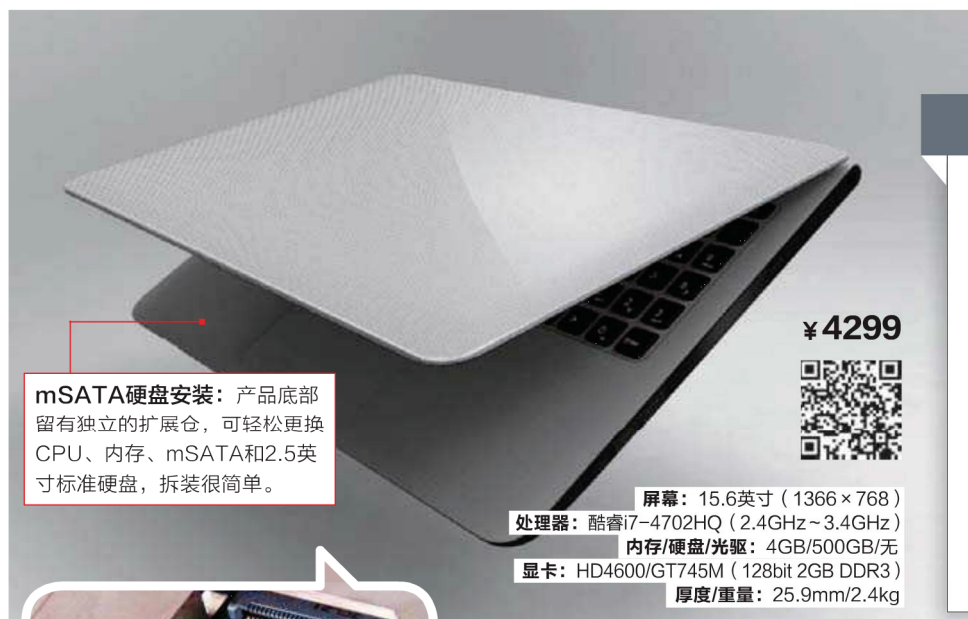 ¥4299
mSATA硬盘安装：产品底部
留有独立的扩展仓，可轻松更换
CPU、内存、mSATA和2.5英
寸标准硬盘，拆装很简单。
屏幕：15.6英寸（1366×768）
处理器：酷睿i7-4702HQ（2.4GHz~3.4GHz）
内存/硬盘/光驱：4GB/500GB/无
显卡：HD4600/GT745M（128bit 2GB DDR3）
厚度/重量：25.9mm/2.4kg